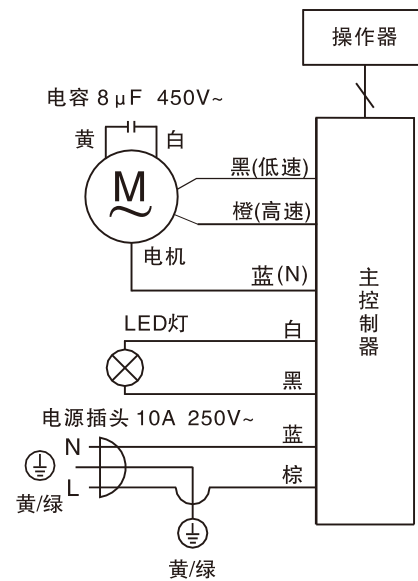 操作器
电容 8 μF 450V~
黄
白
M
~
黑(低速)
橙(高速)
电机
蓝(N)
主控制器
LED灯
白
黑
电源插头 10A 250V~
N
蓝
L
棕
黄/绿
黄/绿